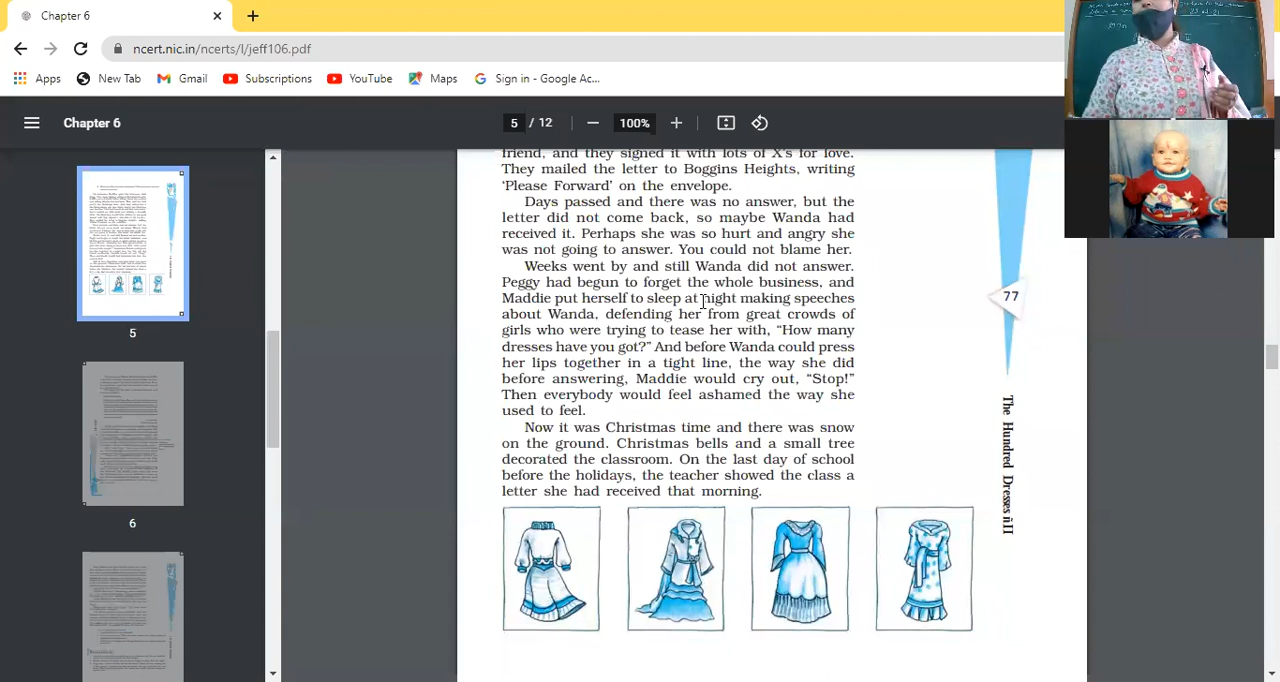 Chapter 6
ncert.nic.in/ncerts/l/jeff106.pdf
Apps
New Tab
Gmail
Subscriptions
YouTube
Maps
Sign in - Google Ac...
Chapter 6
5 / 12
100%
5
6
friend, and they signed it with lots of X's for love.
They mailed the letter to Boggins Heights, writing
'Please Forward' on the envelope.
Days passed and there was no answer, but the
letter did not come back, so maybe Wanda had
received it. Perhaps she was so hurt and angry she
was not going to answer. You could not blame her.
Weeks went by and still Wanda did not answer.
Peggy had begun to forget the whole business, and
Maddie put herself to sleep at night making speeches
about Wanda, defending her from great crowds of
girls who were trying to tease her with, “How many
dresses have you got?” And before Wanda could press
her lips together in a tight line, the way she did
before answering, Maddie would cry out, “Stop!”
Then everybody would feel ashamed the way she
used to feel.
Now it was Christmas time and there was snow
on the ground. Christmas bells and a small tree
decorated the classroom. On the last day of school
before the holidays, the teacher showed the class a
letter she had received that morning.
77
The Hundred Dresses ñII